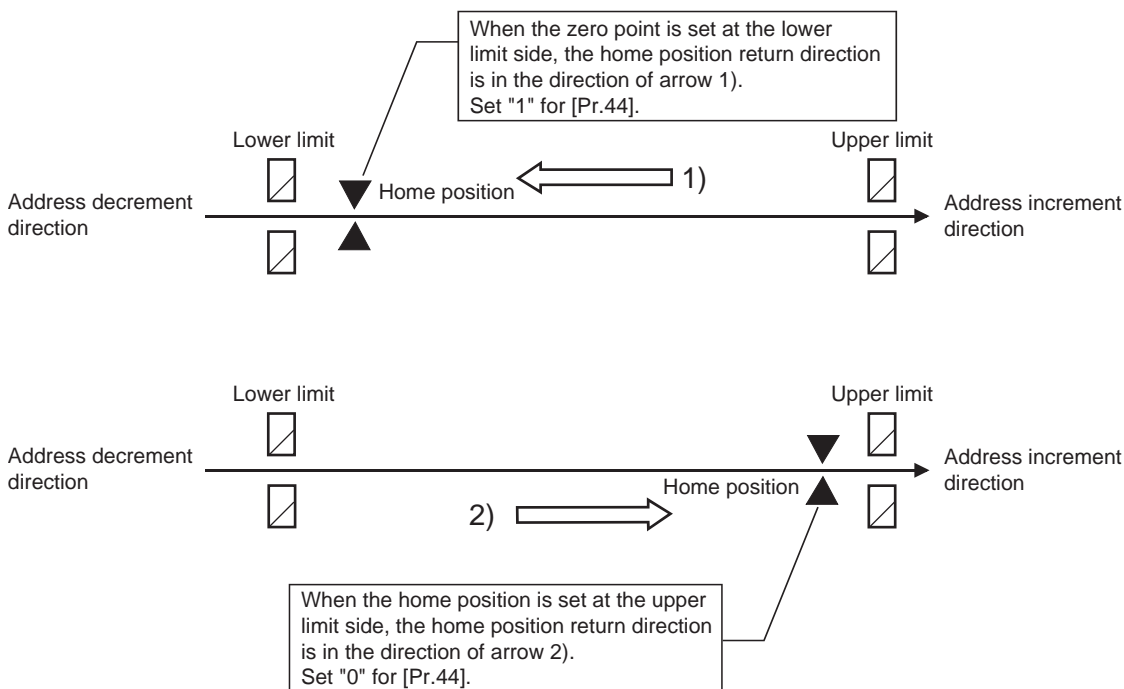 When the zero point is set at the lower
limit side, the home position return direction
is in the direction of arrow 1).
Set "1" for [Pr.44].
Lower limit
Upper limit
1)
Home position
Address decrement
direction
Address increment
direction
Lower limit
Upper limit
Address decrement
direction
Address increment
direction
Home position
2)
When the home position is set at the upper
limit side, the home position return direction
is in the direction of arrow 2).
Set "0" for [Pr.44].